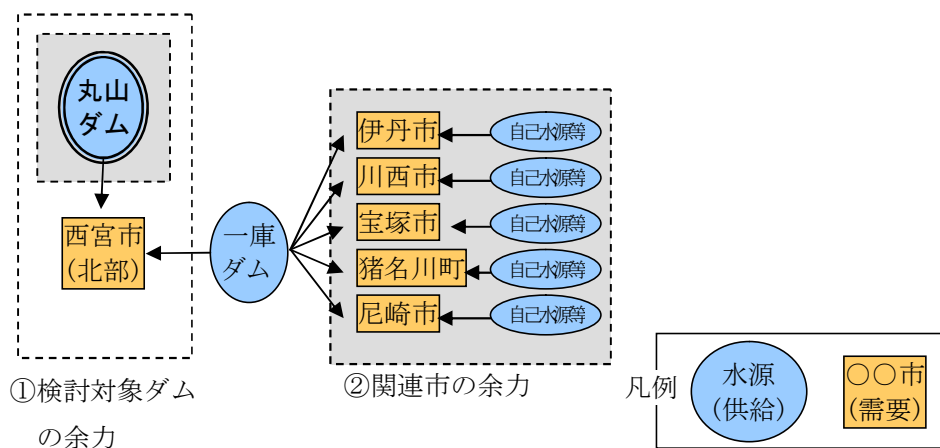 丸山
ダム
西宮市
(北部)
一庫
ダム
伊丹市
自己水源等
川西市
自己水源等
宝塚市
自己水源等
猪名川町
自己水源等
尼崎市
自己水源等
①検討対象ダム
の余力
②関連市の余力
凡例
水源
(供給)
○○市
(需要)